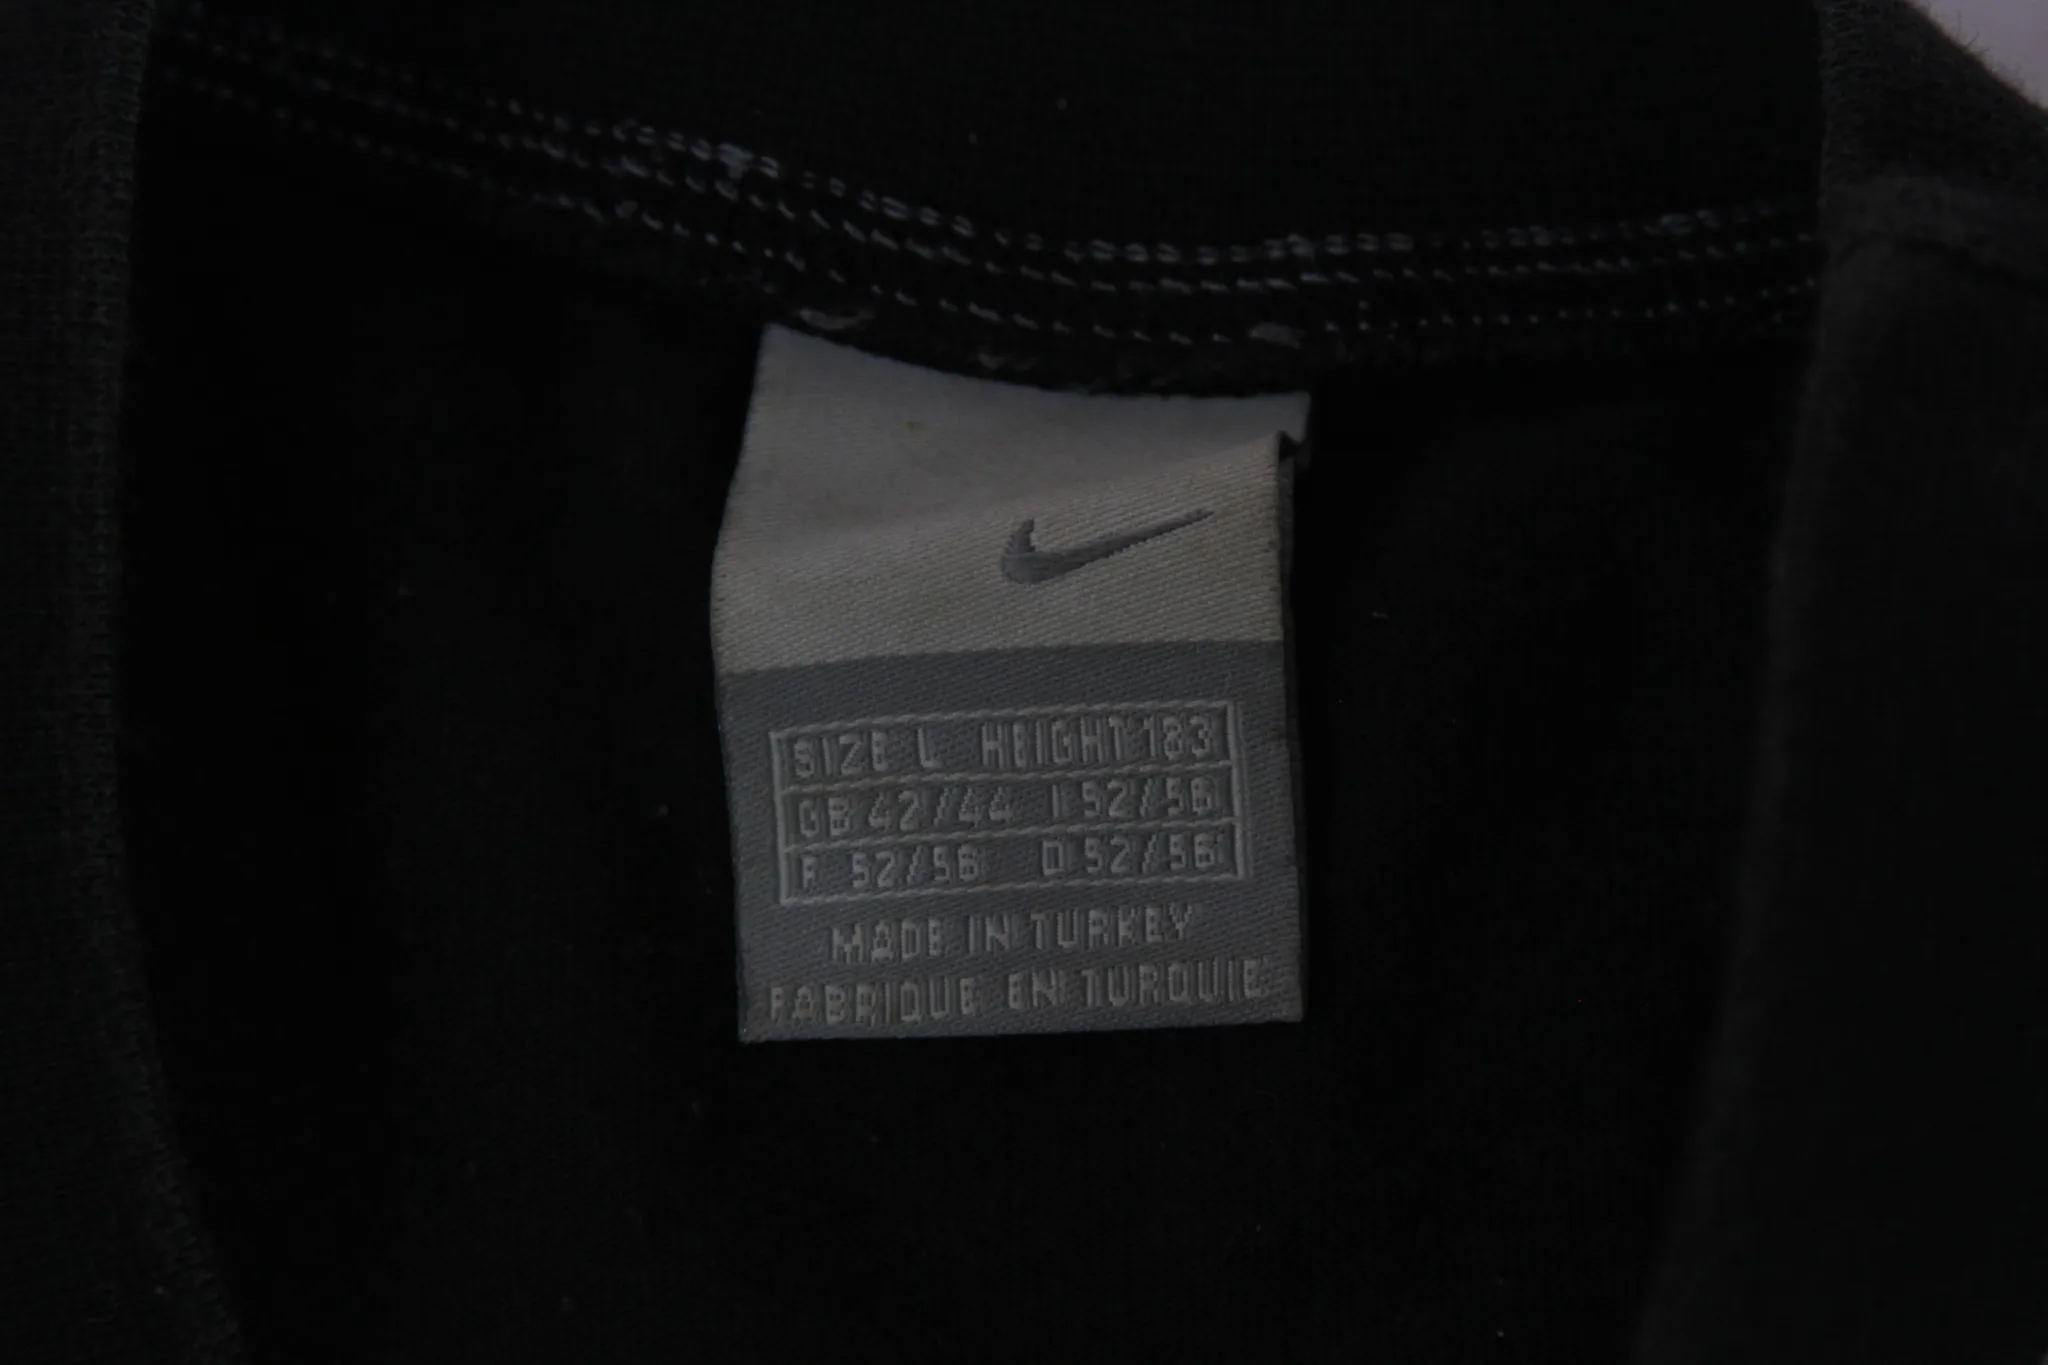 SIZE L HEIGHT 183
GB 42/44 I 52/56
F 52/56 D 52/56
MADE IN TURKEY
FABRIQUE EN TURQUIE